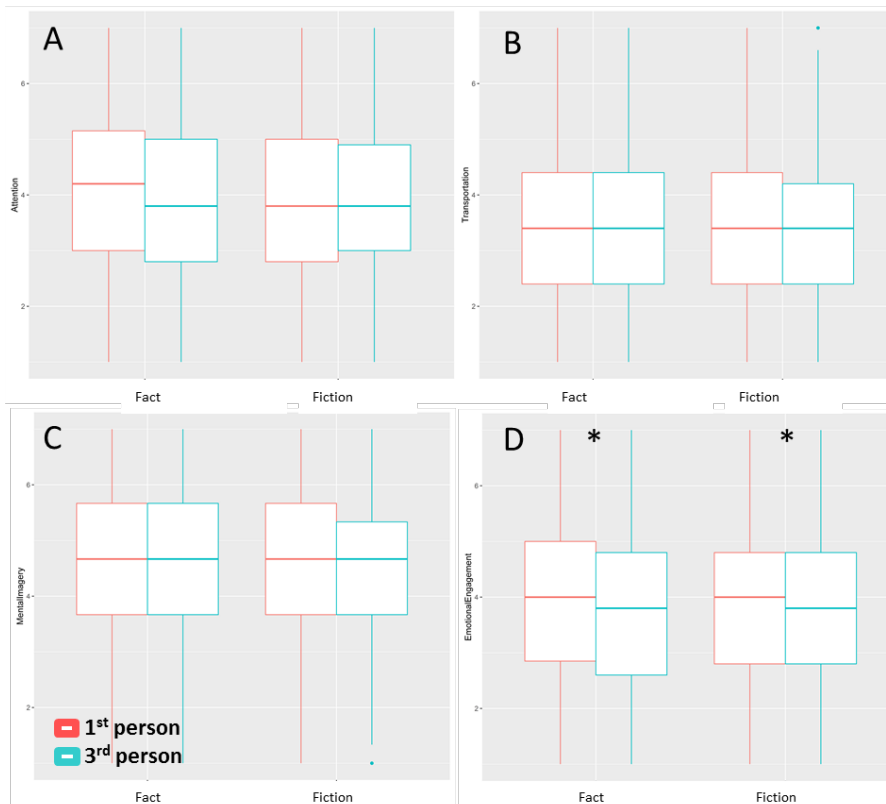 A
6
4
2
Attention
Fact
Fiction
B
6
4
2
Transportation
Fact
Fiction
C
6
4
2
MentalImagery
1st person
3rd person
Fact
Fiction
D
*
*
6
4
2
EmotionalEngagement
Fact
Fiction